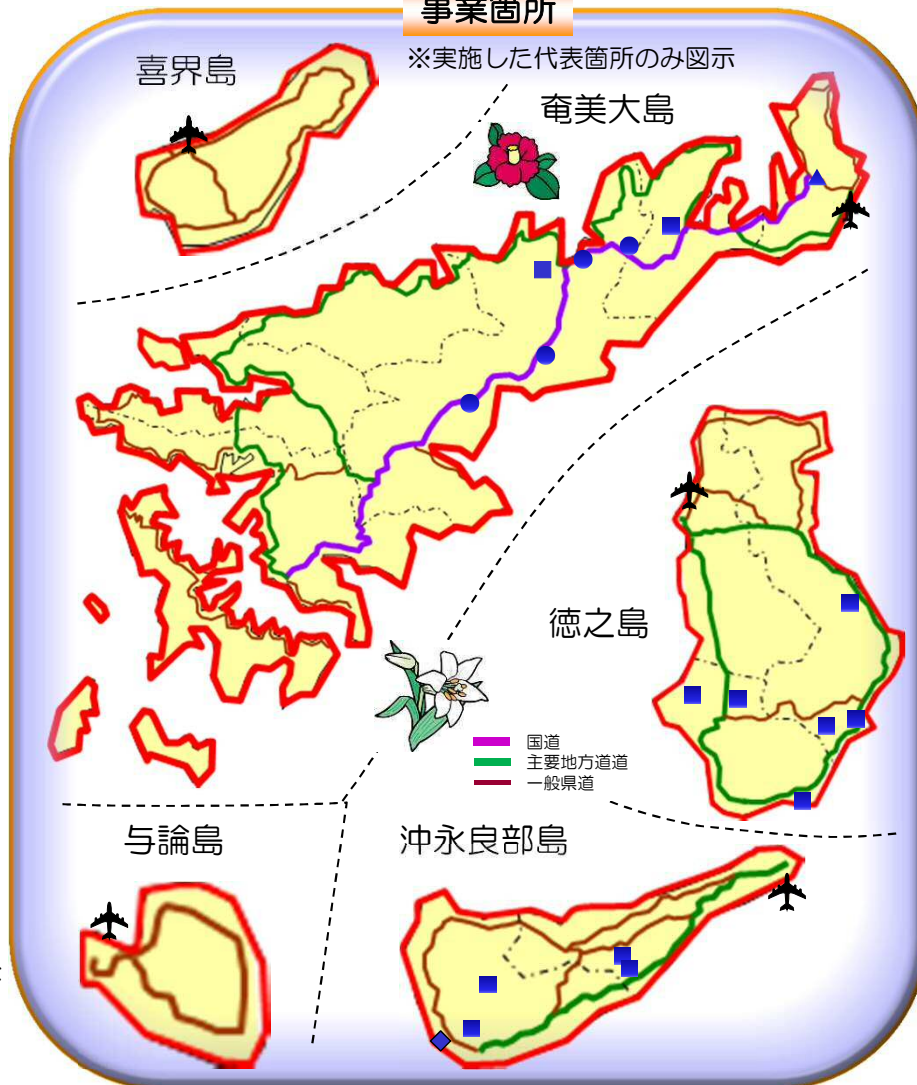 事業箇所
※実施した代表箇所のみ図示
喜界島
奄美大島
徳之島
国道
主要地方道道
一般県道
与論島
沖永良部島